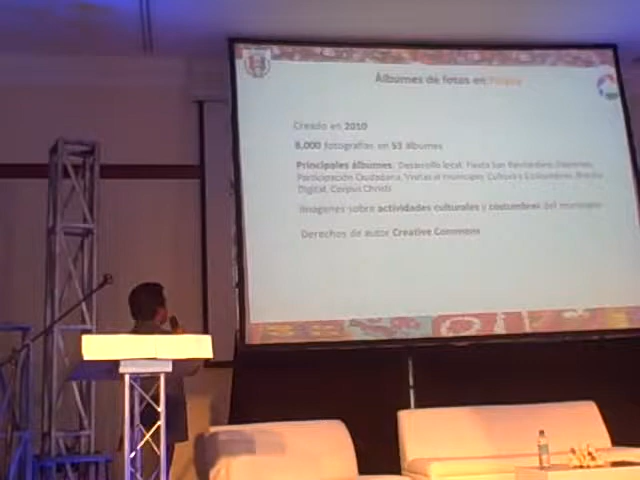 Álbumes de fotos en Picasa
Creado en 2010
8,000 fotografías en 53 álbumes
Principales álbumes: Desarrollo local, Fiesta San Bernardino, Deportes,
Participación Ciudadana, Visitas al municipio, Cultura y Costumbres, Brecha
Digital, Corpus Christi
Imágenes sobre actividades culturales y costumbres del municipio
Derechos de autor Creative Commons